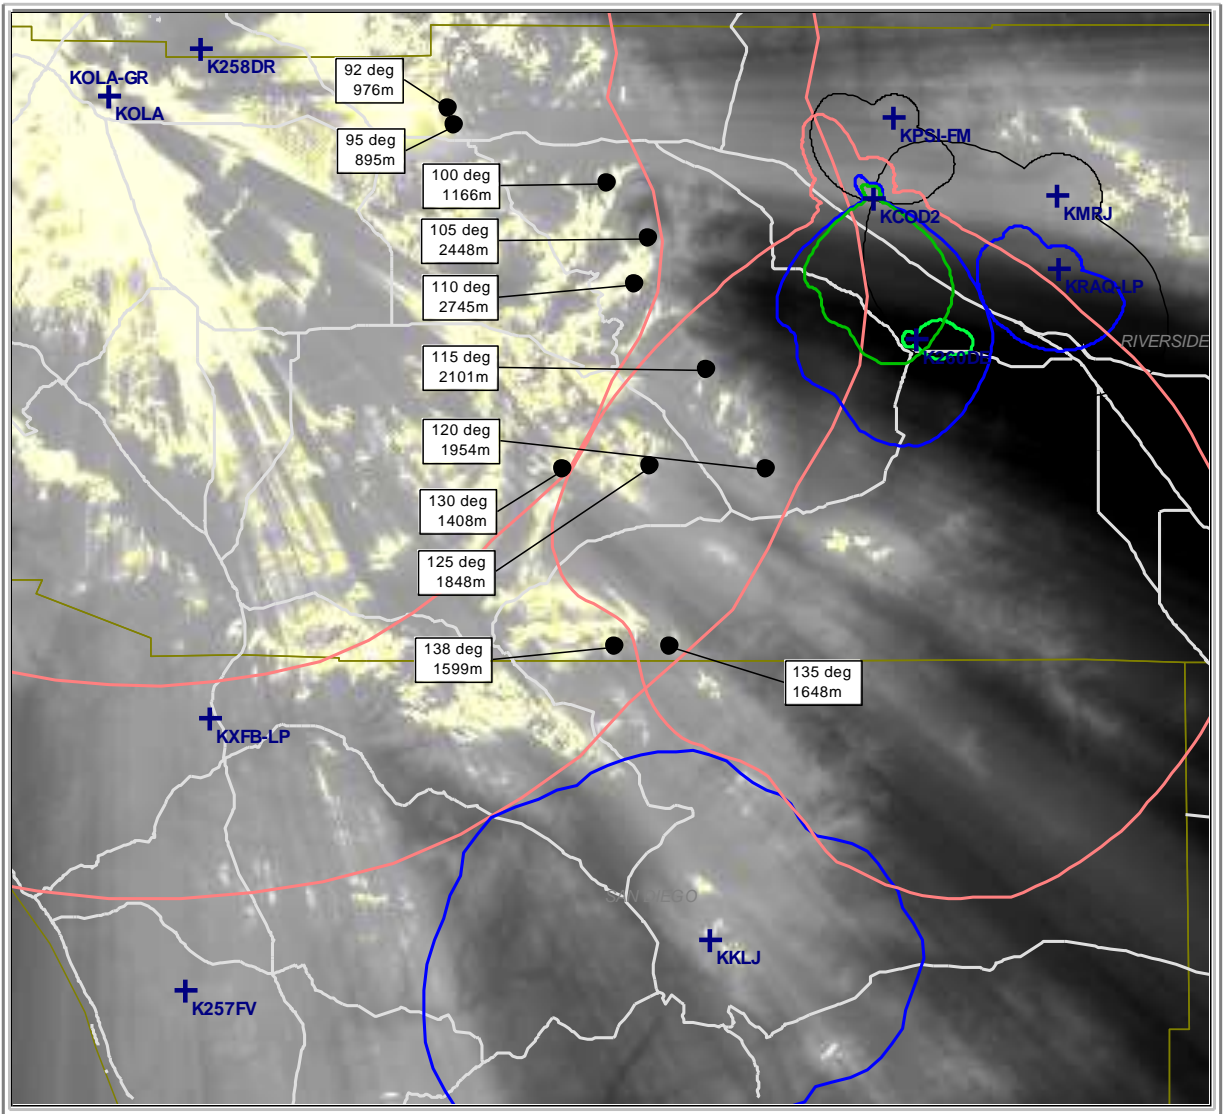 K258DR
KOLA-GR
KOLA
92 deg
976m
95 deg
895m
KPSI-FM
100 deg
1166m
KMRJ
KCOD2
105 deg
2448m
110 deg
2745m
KRAQ-LP
RIVERSIDE
115 deg
2101m
120 deg
1954m
130 deg
1408m
125 deg
1848m
138 deg
1599m
135 deg
1648m
KXFB-LP
SAN DIEGO
KKLJ
K257FV